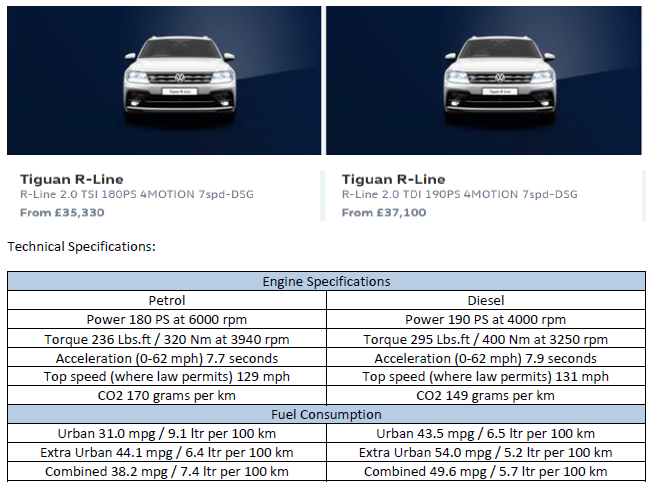 Tiguan R-Line
R-Line 2.0 TSI 180PS 4MOTION 7spd-DSG
From £35,330
Tiguan R-Line
R-Line 2.0 TDI 190PS 4MOTION 7spd-DSG
From £37,100
Technical Specifications:
Engine Specifications
Petrol Diesel
Power 180 PS at 6000 rpm Power 190 PS at 4000 rpm
Torque 236 Lbs.ft / 320 Nm at 3940 rpm Torque 295 Lbs.ft / 400 Nm at 3250 rpm
Acceleration (0-62 mph) 7.7 seconds Acceleration (0-62 mph) 7.9 seconds
Top speed (where law permits) 129 mph Top speed (where law permits) 131 mph
CO2 170 grams per km CO2 149 grams per km
Fuel Consumption
Urban 31.0 mpg / 9.1 ltr per 100 km Urban 43.5 mpg / 6.5 ltr per 100 km
Extra Urban 44.1 mpg / 6.4 ltr per 100 km Extra Urban 54.0 mpg / 5.2 ltr per 100 km
Combined 38.2 mpg / 7.4 ltr per 100 km Combined 49.6 mpg / 5.7 ltr per 100 km